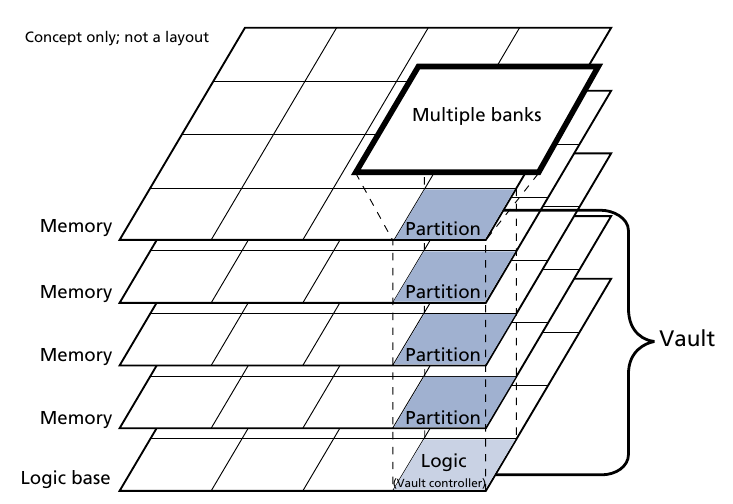 Concept only; not a layout
Multiple banks
Memory
Partition
Memory
Partition
Vault
Memory
Partition
Memory
Partition
Logic base
Logic
(Vault controller)